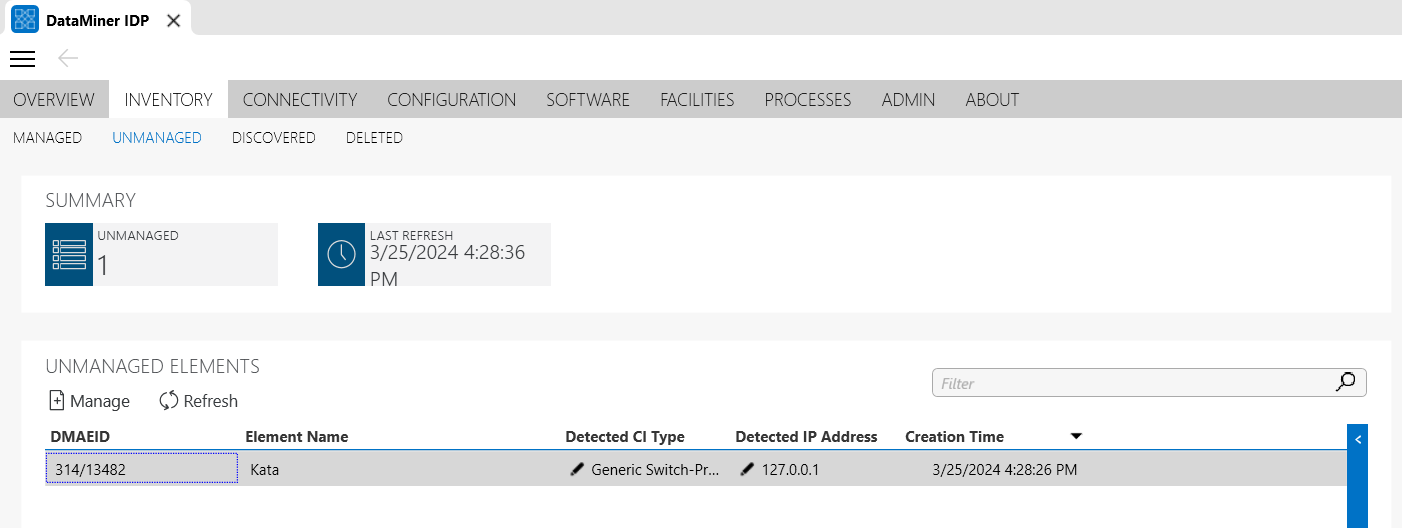 DataMiner IDP
OVERVIEW INVENTORY CONNECTIVITY CONFIGURATION SOFTWARE FACILITIES PROCESSES ADMIN ABOUT
MANAGED UNMANAGED DISCOVERED DELETED
SUMMARY
UNMANAGED
1
LAST REFRESH
3/25/2024 4:28:36
PM
UNMANAGED ELEMENTS
Filter
Manage Refresh
DMAEID Element Name Detected CI Type Detected IP Address Creation Time
314/13482 Kata Generic Switch-Pr... 127.0.0.1 3/25/2024 4:28:26 PM